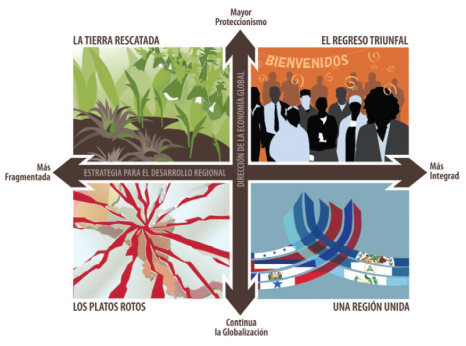 Mayor
Proteccionismo
LA TIERRA RESCATADA
EL REGRESO TRIUNFAL
BIENVENIDOS
DIRECCIÓN DE LA ECONOMÍA GLOBAL
Más
Fragmentada
ESTRATEGIA PARA EL DESARROLLO REGIONAL
Más
Integrad
LOS PLATOS ROTOS
UNA REGIÓN UNIDA
Continua
la Globalización